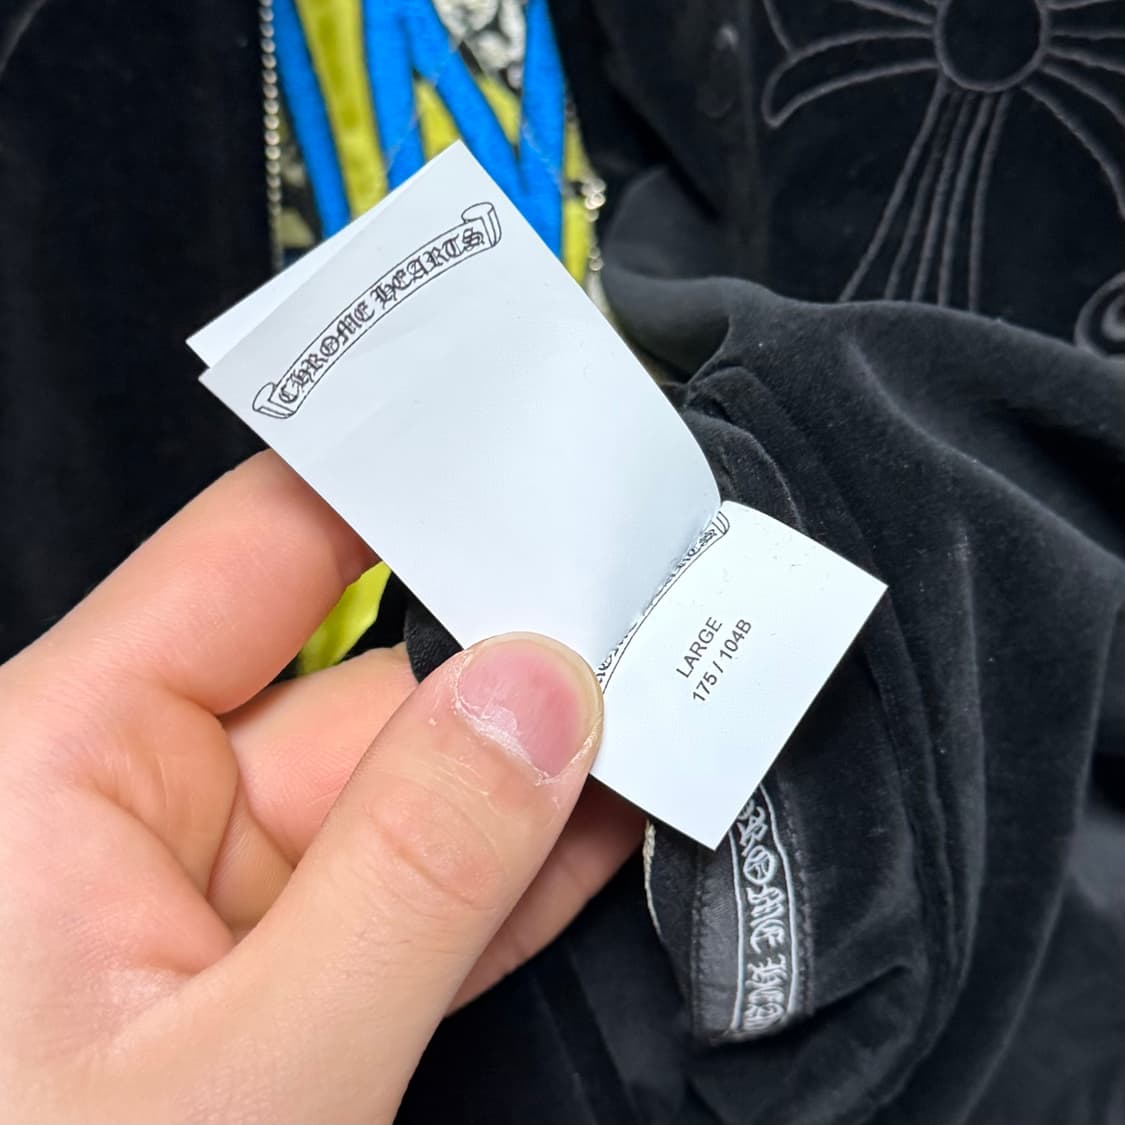 CHROME HEARTS
LARGE
175 / 104B